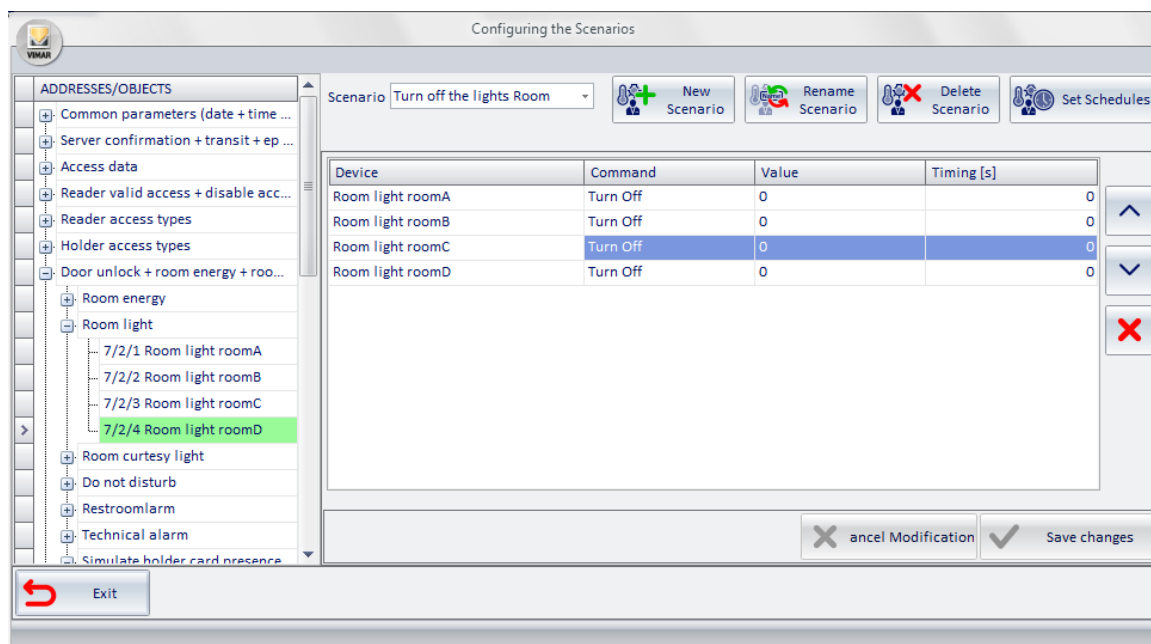 Configuring the Scenarios
VIMAR
ADDRESSES/OBJECTS
Common parameters (date + time ...
Server confirmation + transit + ep ...
Access data
Reader valid access + disable acc...
Reader access types
Holder access types
Door unlock + room energy + roo...
Room energy
Room light
7/2/1 Room light roomA
7/2/2 Room light roomB
7/2/3 Room light roomC
7/2/4 Room light roomD
Room curtesy light
Do not disturb
Restroomlarm
Technical alarm
Simulate holder card presence
Scenario Turn off the lights Room
New Scenario
Rename Scenario
Delete Scenario
Set Schedules
Device Command Value Timing [s]
Room light roomA Turn Off 0 0
Room light roomB Turn Off 0 0
Room light roomC Turn Off 0 0
Room light roomD Turn Off 0 0
ancel Modification
Save changes
Exit